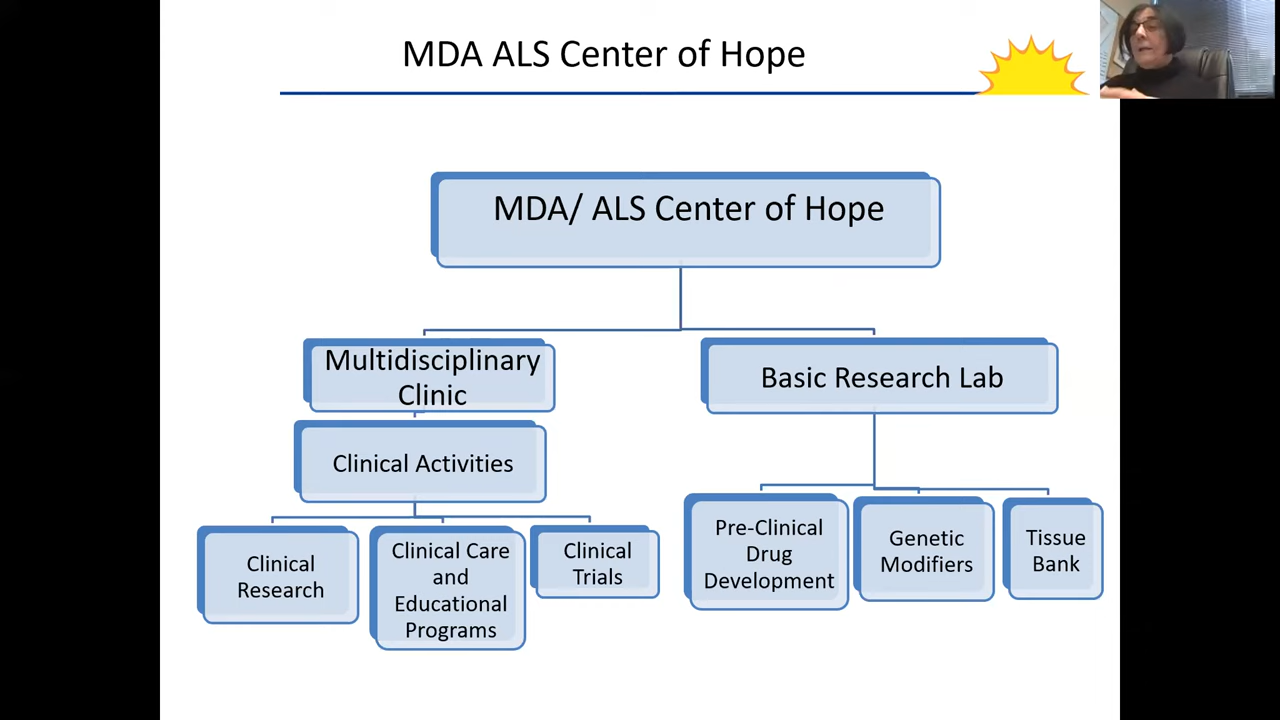 MDA ALS Center of Hope
MDA/ ALS Center of Hope
Multidisciplinary
Clinic
Basic Research Lab
Clinical Activities
Clinical
Research
Clinical Care
and
Educational
Programs
Clinical
Trials
Pre-Clinical
Drug
Development
Genetic
Modifiers
Tissue
Bank